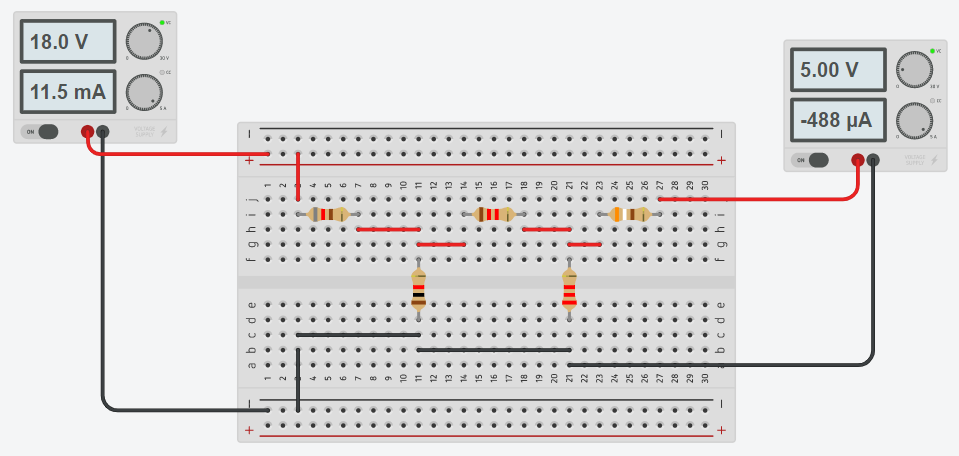 18.0 V
11.5 mA
ON
VOLTAGE
SUPPLY
5.00 V
-488 µA
ON
1 2 3 4 5 6 7 8 9 10 11 12 13 14 15 16 17 18 19 20 21 22 23 24 25 26 27 28 29 30
j
i i
h h
g g
f f
e e
d d
c c
b b
a a
1 2 3 4 5 6 7 8 9 10 11 12 13 14 15 16 17 18 19 20 21 22 23 24 25 26 27 28 29 30